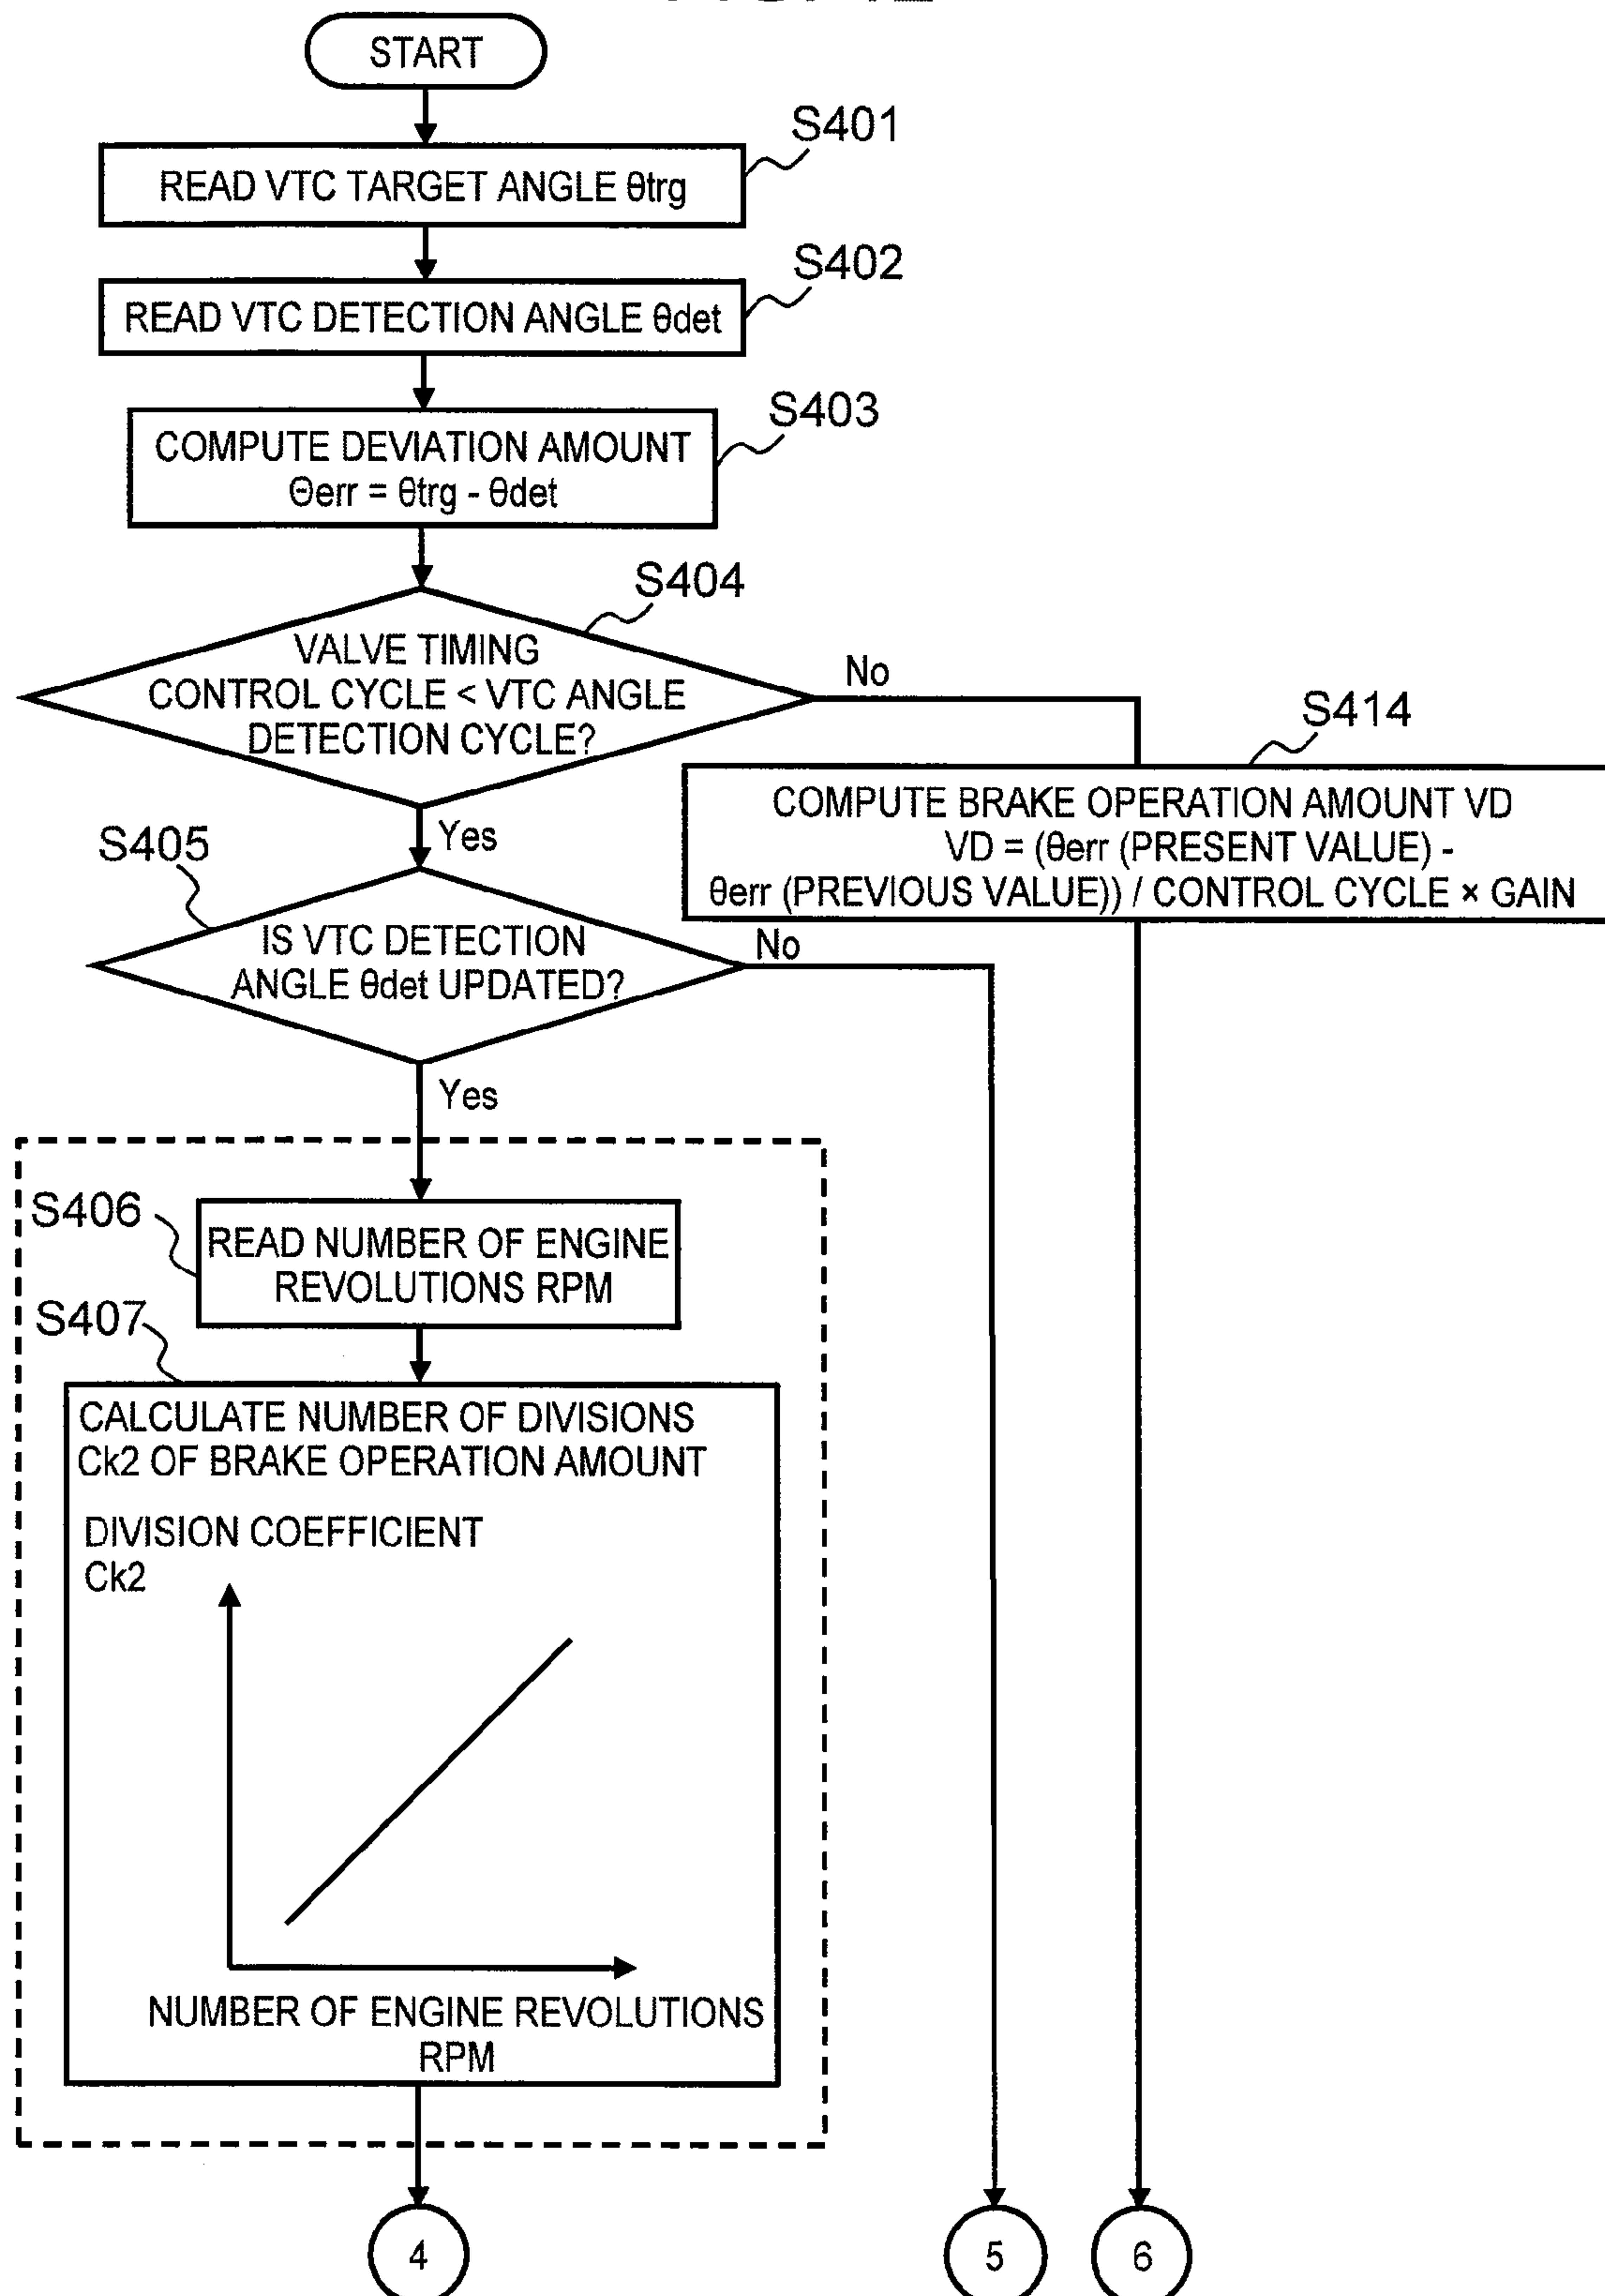 START
S401
READ VTC TARGET ANGLE θtrg
S402
READ VTC DETECTION ANGLE θdet
S403
COMPUTE DEVIATION AMOUNT
Θerr = θtrg - θdet
S404
VALVE TIMING
CONTROL CYCLE < VTC ANGLE
DETECTION CYCLE?
No
Yes
S414
COMPUTE BRAKE OPERATION AMOUNT VD
VD = (θerr (PRESENT VALUE) -
θerr (PREVIOUS VALUE)) / CONTROL CYCLE × GAIN
S405
IS VTC DETECTION
ANGLE θdet UPDATED?
No
Yes
S406
READ NUMBER OF ENGINE
REVOLUTIONS RPM
S407
CALCULATE NUMBER OF DIVISIONS
Ck2 OF BRAKE OPERATION AMOUNT
DIVISION COEFFICIENT
Ck2
NUMBER OF ENGINE REVOLUTIONS
RPM
4
5
6